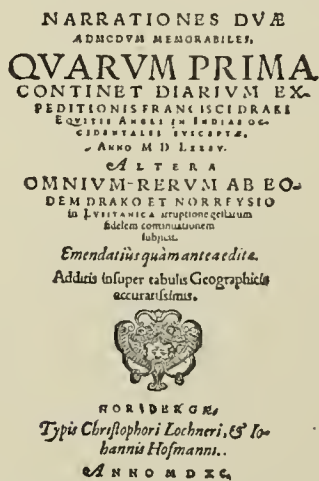 NARRATIONES DVÆ
ADMODVM MEMORABILES,
QVARVM PRIMA
CONTINET DIARIVM EX-
PEDITIONIS FRANCISCI DRAKI
EQVITIS ANGLI IN INDIAS OC-
CIDENTALES SVSCEPTÆ,
ANNO M D LXXXV.
ALTERA
OMNIVM RERVM AB EO-
DEM DRAKO ET NORREYSIO
in LVSITANICA irruptione gestarum
fidelem continuationem
subjicit.
Emendatiùs quàm antea editæ.
Additis insuper tabulis Geographicis
accuratissimis.
NORIBERGÆ,
Typis Christophori Lochneri, & Io-
hannis Hofmanni..
ANNO MDXC.